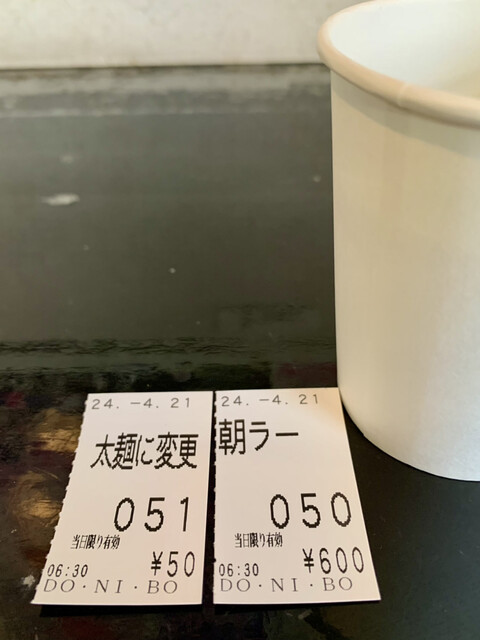 24.-4.21
太麺に変更
051
当日限り有効
06:30 ¥50
DO・NI・BO
24.-4.21
朝ラー
050
当日限り有効
06:30 ¥600
DO・NI・BO